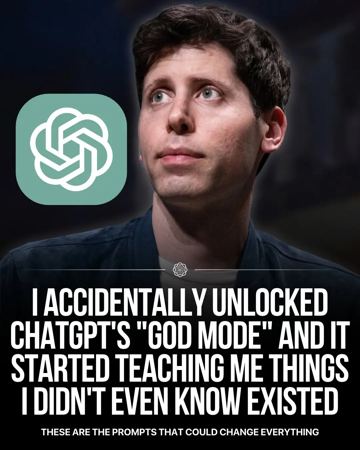 I ACCIDENTALLY UNLOCKED
CHATGPT'S "GOD MODE" AND IT
STARTED TEACHING ME THINGS
I DIDN'T EVEN KNOW EXISTED
THESE ARE THE PROMPTS THAT COULD CHANGE EVERYTHING